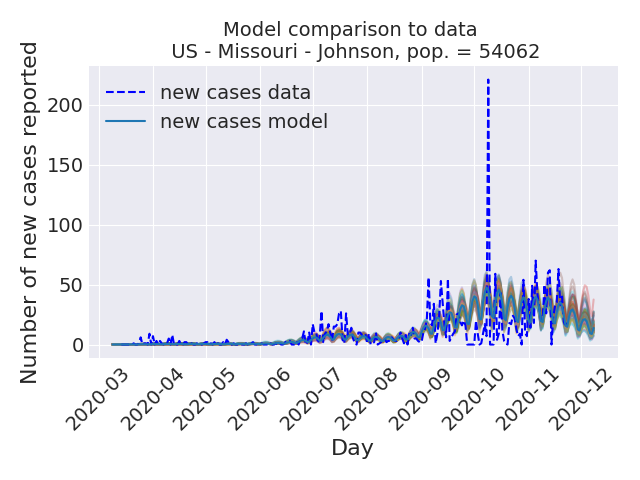 Model comparison to data
US - Missouri - Johnson, pop. = 54062
Number of new cases reported
200
150
100
50
0
new cases data
new cases model
2020-03
2020-04
2020-05
2020-06
2020-07
2020-08
2020-09
2020-10
2020-11
2020-12
Day